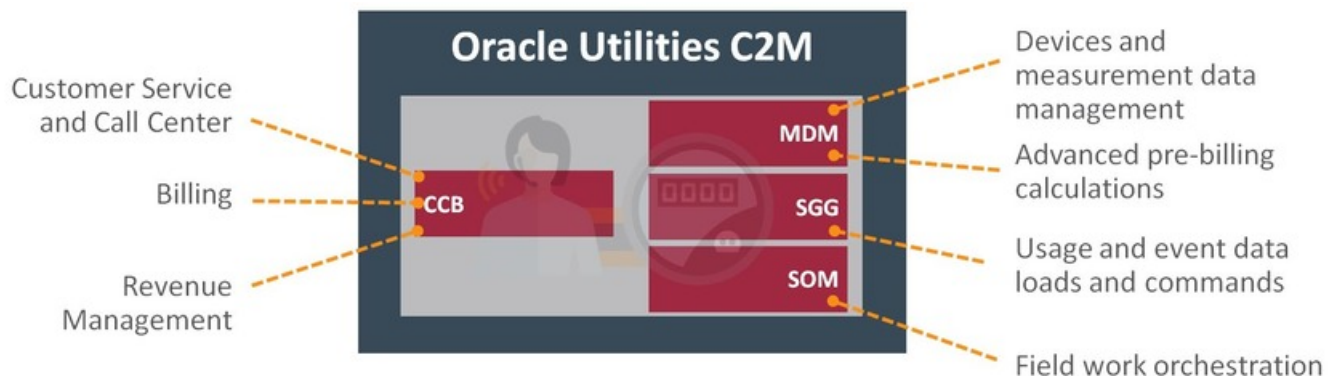 Oracle Utilities C2M
Customer Service
and Call Center
Billing
Revenue
Management
CCB
MDM
SGG
SOM
Devices and
measurement data
management
Advanced pre-billing
calculations
Usage and event data
loads and commands
Field work orchestration
0000